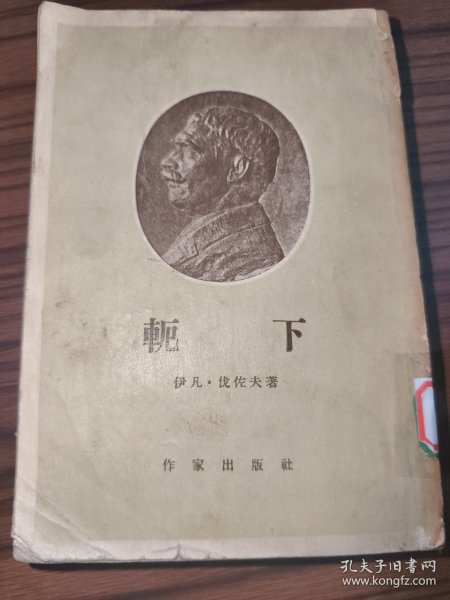 軛 下
伊凡·伐佐夫著
作家出版社
孔夫子旧书网
www.kongfz.com